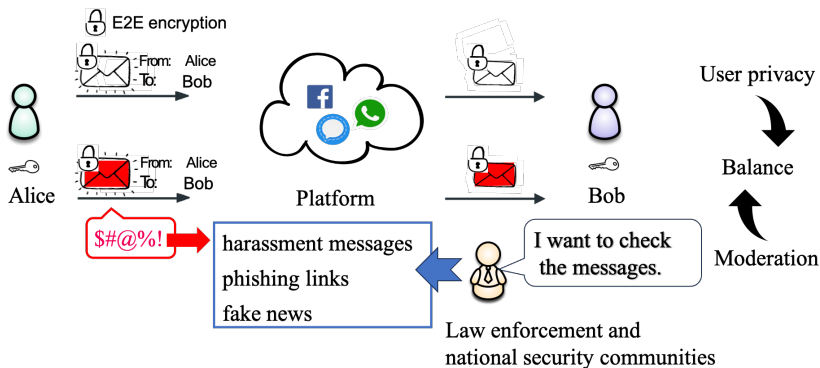 E2E encryption
From: Alice
To: Bob
From: Alice
To: Bob
Alice
Platform
Bob
User privacy
Balance
Moderation
$#@%!
harassment messages
phishing links
fake news
I want to check
the messages.
Law enforcement and
national security communities